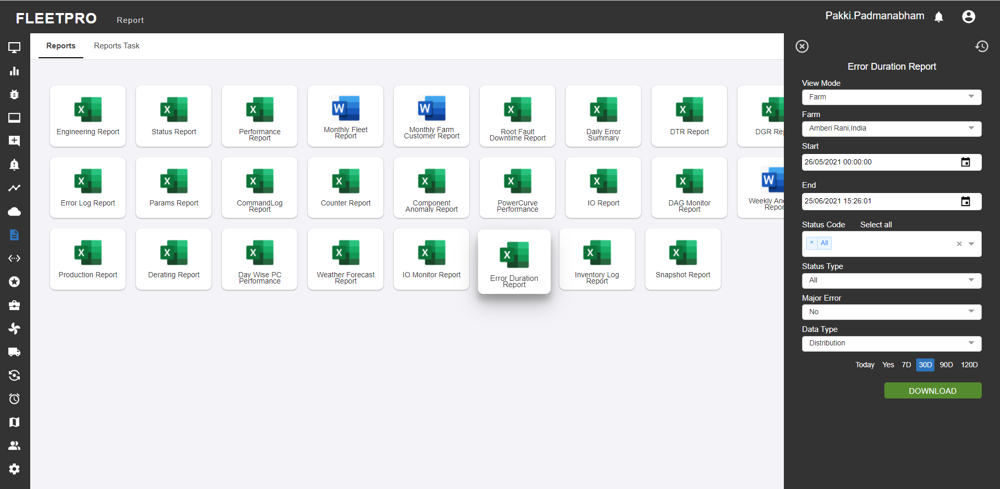 FLEETPRO
Report
Pakki.Padmanabham
Reports
Reports Task
Engineering Report
Status Report
Performance
Report
Monthly Fleet
Report
Monthly Farm
Customer Report
Root Fault
Downtime Report
Daily Error
Summary
DTR Report
DGR Rep
Error Log Report
Params Report
CommandLog
Report
Counter Report
Component
Anomaly Report
PowerCurve
Performance
IO Report
DAG Monitor
Report
Weekly Ano
Repor
Production Report
Derating Report
Day Wise PC
Performance
Weather Forecast
Report
IO Monitor Report
Error Duration
Report
Inventory Log
Report
Snapshot Report
Error Duration Report
View Mode
Farm
Farm
Amberi Rani,India
Start
26/05/2021 00:00:00
End
25/06/2021 15:26:01
Status Code Select all
× All
Status Type
All
Major Error
No
Data Type
Distribution
Today Yes 7D 30D 90D 120D
DOWNLOAD